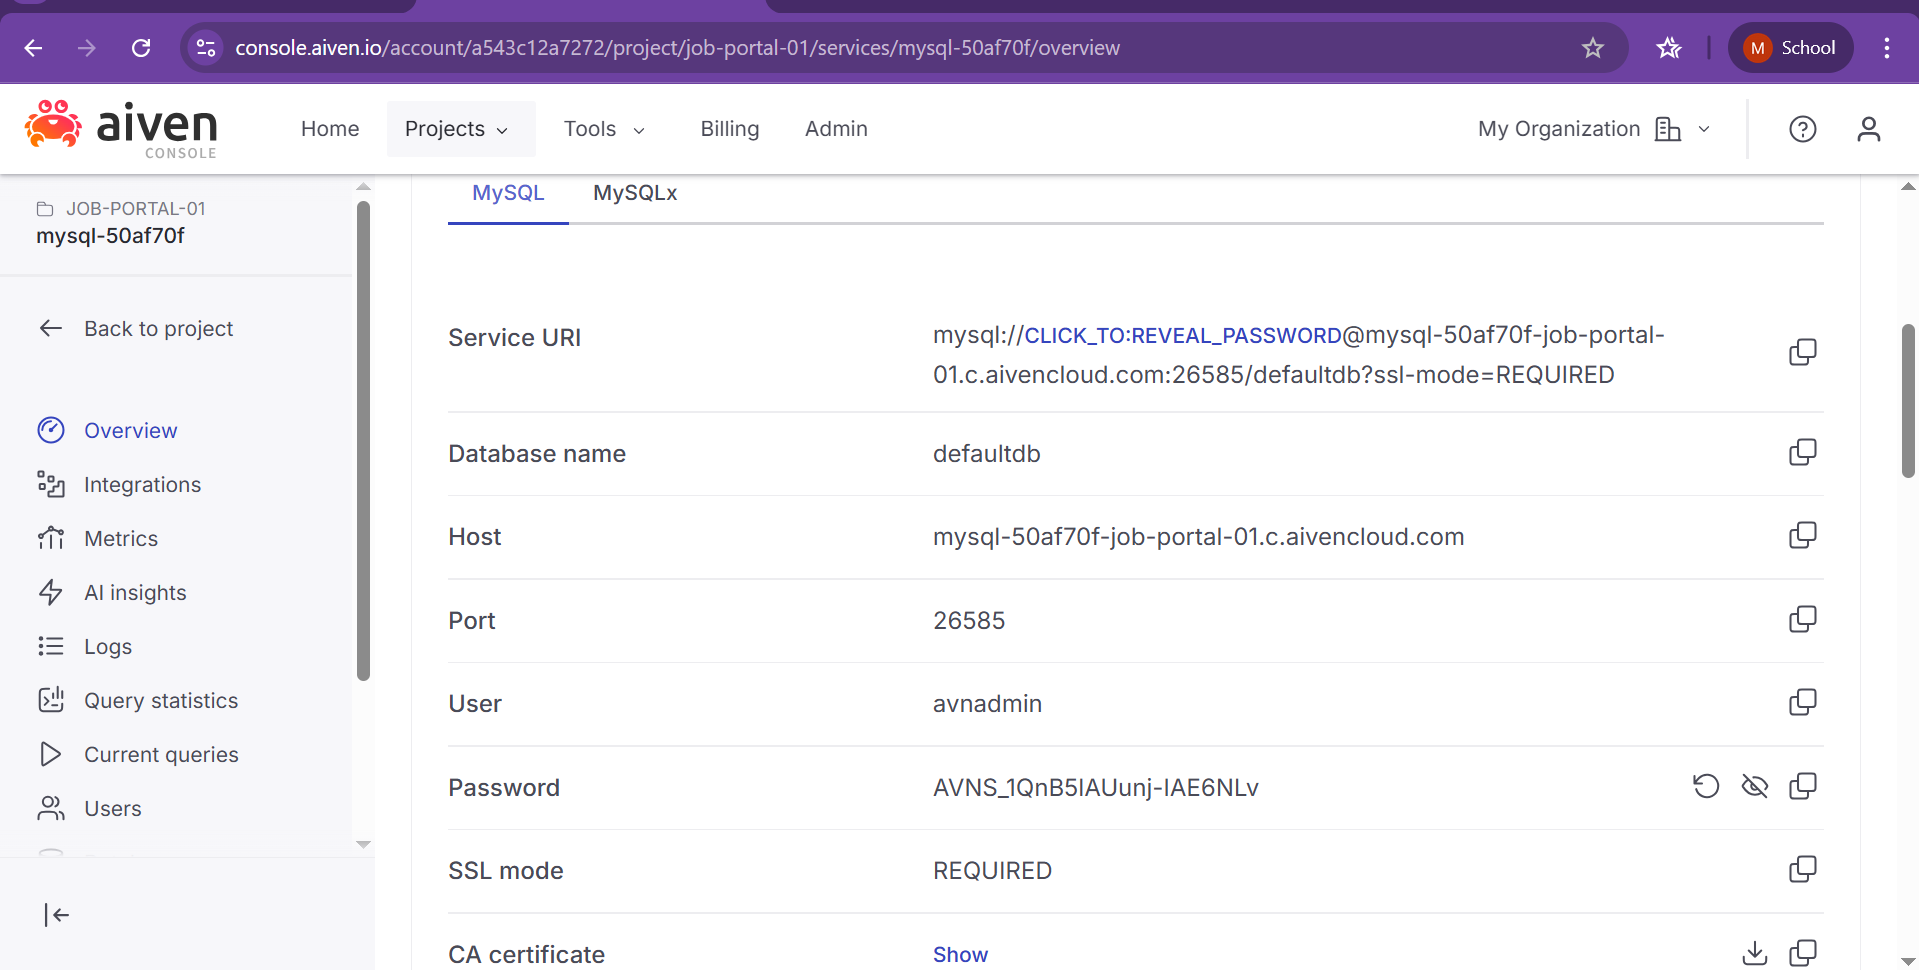 console.aiven.io/account/a543c12a7272/project/job-portal-01/services/mysql-50af70f/overview
M School
aiven
CONSOLE
Home
Projects
Tools
Billing
Admin
My Organization
JOB-PORTAL-01
mysql-50af70f
Back to project
Overview
Integrations
Metrics
AI insights
Logs
Query statistics
Current queries
Users
MySQL
MySQLx
Service URI
mysql://CLICK_TO:REVEAL_PASSWORD@mysql-50af70f-job-portal-
01.c.aivencloud.com:26585/defaultdb?ssl-mode=REQUIRED
Database name
defaultdb
Host
mysql-50af70f-job-portal-01.c.aivencloud.com
Port
26585
User
avnadmin
Password
AVNS_1QnB5IAUunj-IAE6NLv
SSL mode
REQUIRED
CA certificate
Show